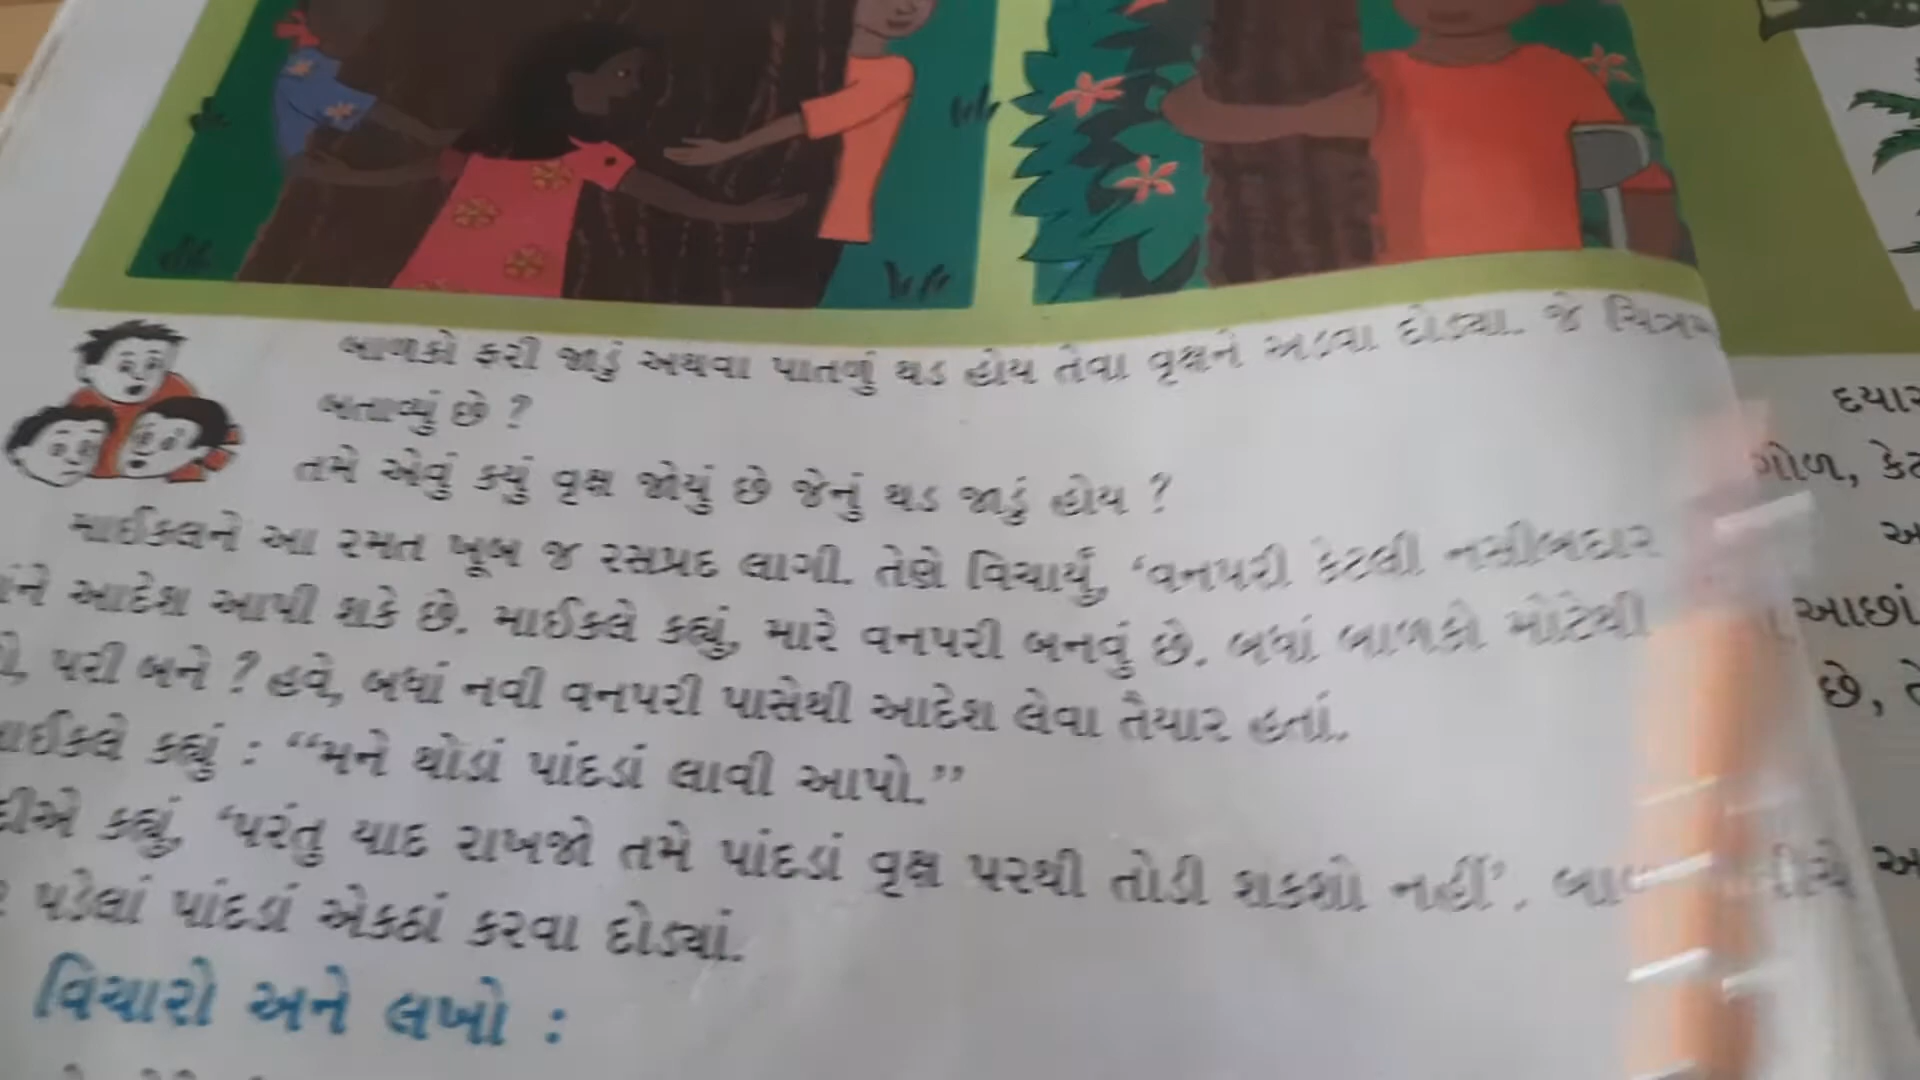 બાળકો ફરી જાડું અથવા પાતળું થડ હોય તેવા વૃક્ષને અડવા દોડ્યા. જે ચિત્રમ
બતાવ્યું છે ?
તમે એવું ક્યું વૃક્ષ જોયું છે જેનું થડ જાડું હોય ?
માઈકલને આ રમત ખૂબ જ રસપ્રદ લાગી. તેણે વિચાર્યું, ‘વનપરી કેટલી નસીબદાર
આદેશ આપી શકે છે. માઈકલે કહ્યું, મારે વનપરી બનવું છે. બધાં બાળકો મોટેથી
પરી બને ? હવે, બધાં નવી વનપરી પાસેથી આદેશ લેવા તૈયાર હતાં.
માઈકલે કહ્યું : “મને થોડાં પાંદડાં લાવી આપો.”
દીએ કહ્યું, ‘પરંતુ યાદ રાખજો તમે પાંદડાં વૃક્ષ પરથી તોડી શકશો નહીં’.
પડેલાં પાંદડાં એકઠાં કરવા દોડ્યાં.
વિચારો અને લખો :
ગોળ,
આછાં
છે,